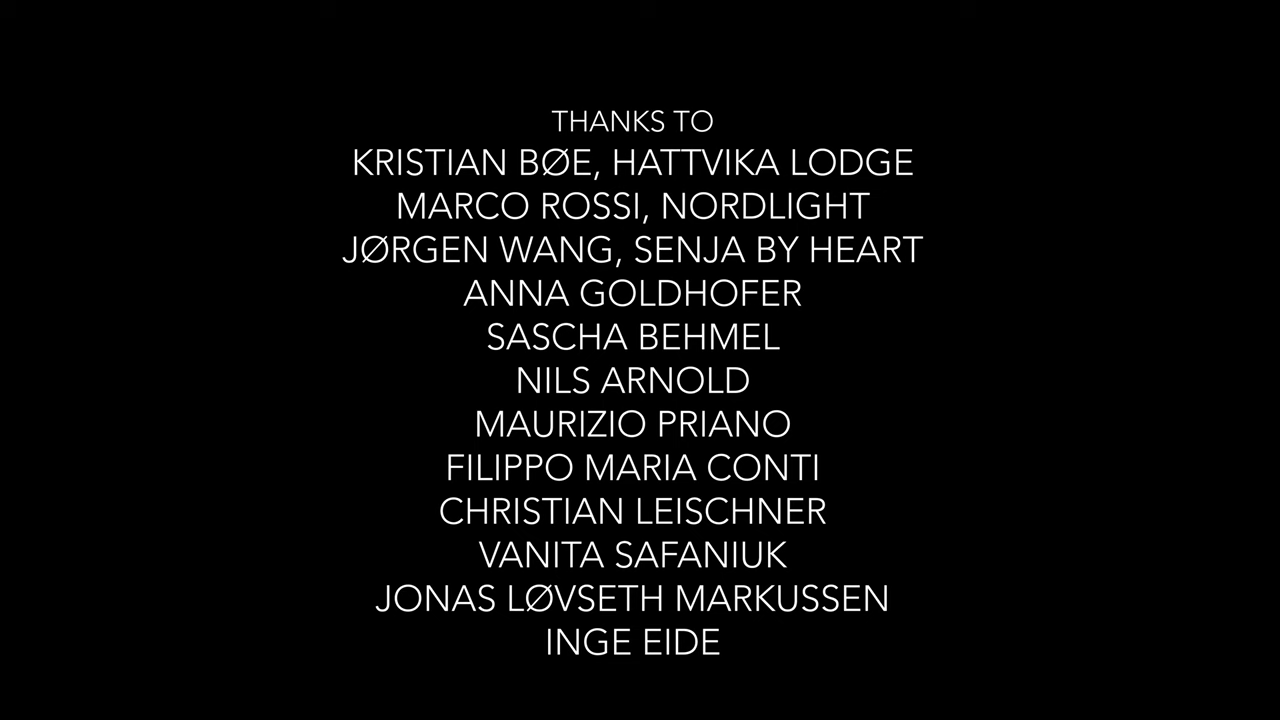 THANKS TO
KRISTIAN BØE, HATTVIKA LODGE
MARCO ROSSI, NORDLIGHT
JØRGEN WANG, SENJA BY HEART
ANNA GOLDHOFER
SASCHA BEHMEL
NILS ARNOLD
MAURIZIO PRIANO
FILIPPO MARIA CONTI
CHRISTIAN LEISCHNER
VANITA SAFANIUK
JONAS LØVSETH MARKUSSEN
INGE EIDE